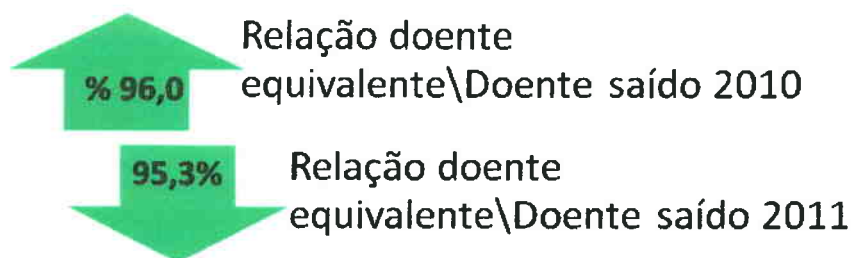 Relação doente
% 96,0 equivalente\Doente saído 2010
95,3% Relação doente
equivalente\Doente saído 2011